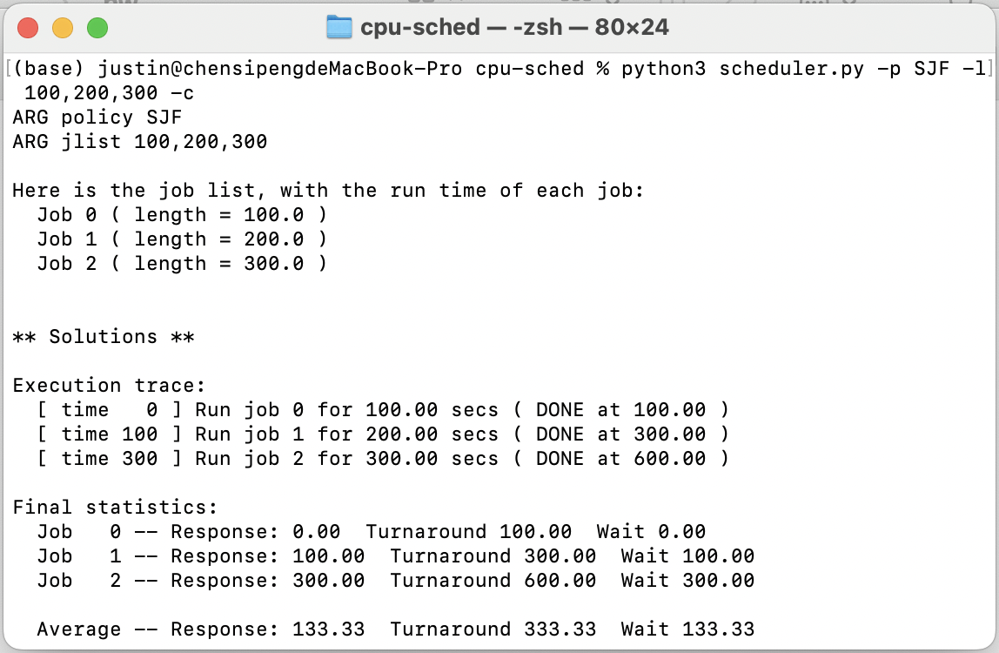 cpu-sched — -zsh — 80×24
[(base) justin@chensipengdeMacBook-Pro cpu-sched % python3 scheduler.py -p SJF -l]
 100,200,300 -c
ARG policy SJF
ARG jlist 100,200,300

Here is the job list, with the run time of each job:
  Job 0 ( length = 100.0 )
  Job 1 ( length = 200.0 )
  Job 2 ( length = 300.0 )


** Solutions **

Execution trace:
  [ time   0 ] Run job 0 for 100.00 secs ( DONE at 100.00 )
  [ time 100 ] Run job 1 for 200.00 secs ( DONE at 300.00 )
  [ time 300 ] Run job 2 for 300.00 secs ( DONE at 600.00 )

Final statistics:
  Job   0 -- Response: 0.00  Turnaround 100.00  Wait 0.00
  Job   1 -- Response: 100.00  Turnaround 300.00  Wait 100.00
  Job   2 -- Response: 300.00  Turnaround 600.00  Wait 300.00

  Average -- Response: 133.33  Turnaround 333.33  Wait 133.33